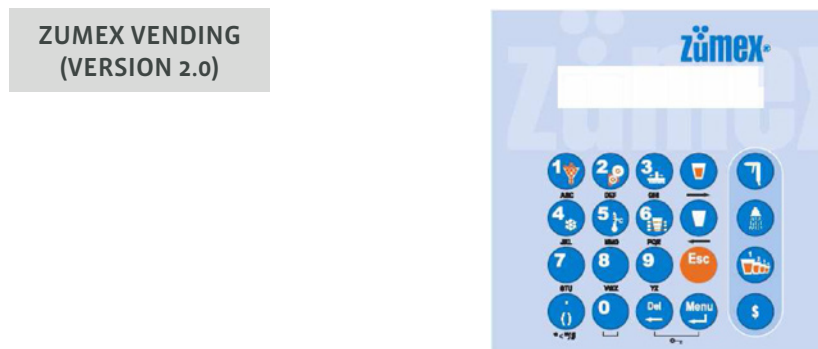 ZUMEX VENDING
(VERSION 2.0)
zümex®
zümex
1 2 3
ABC DEF GHI
4 5 6
JKL MNO PQR
7 8 9 Esc
STU VWX YZ
0 Del Menu
$